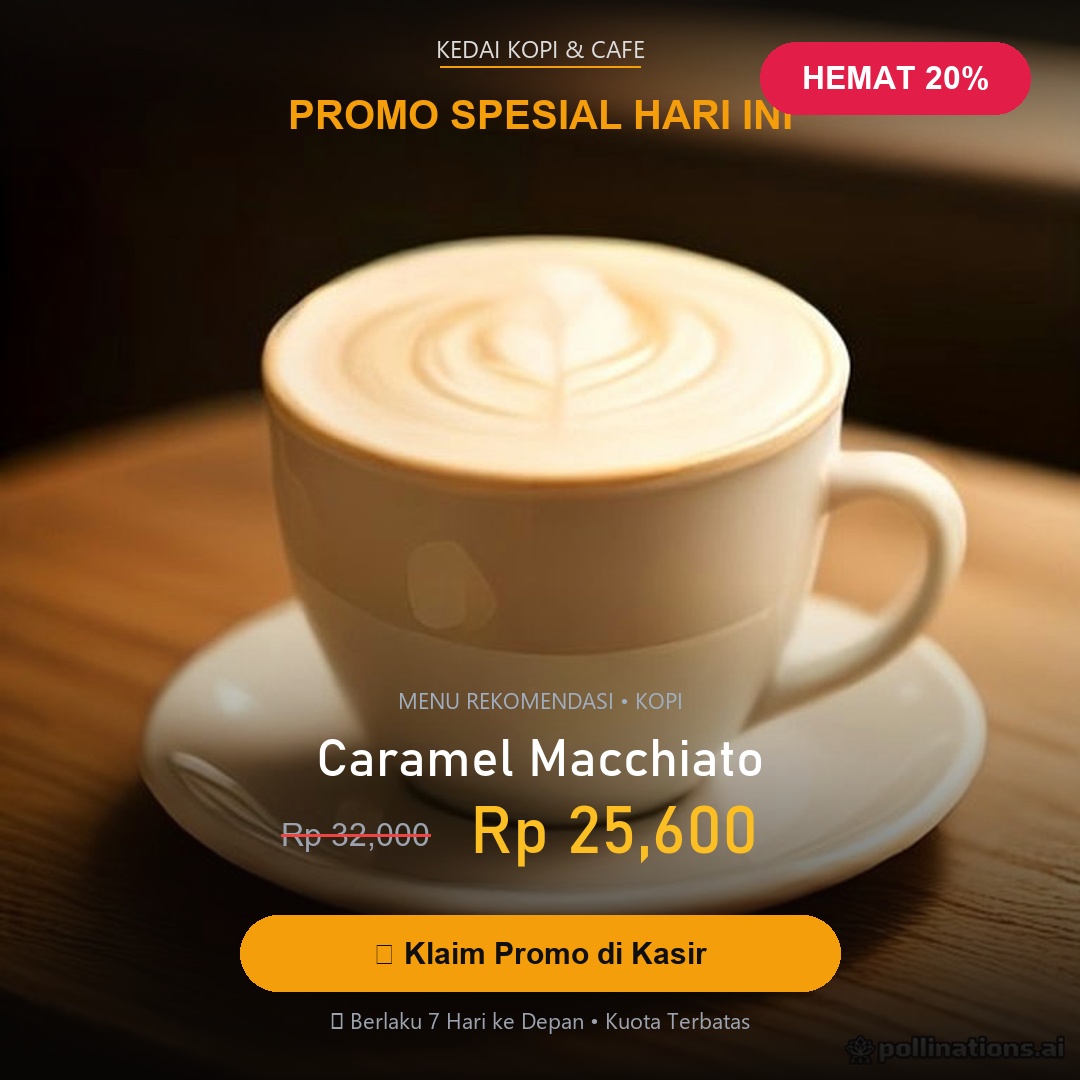 KEDAI KOPI & CAFE
HEMAT 20%
PROMO SPESIAL HARI INI
MENU REKOMENDASI • KOPI
Caramel Macchiato
Rp 32,000 Rp 25,600
Klaim Promo di Kasir
Berlaku 7 Hari ke Depan • Kuota Terbatas
pollinations.ai